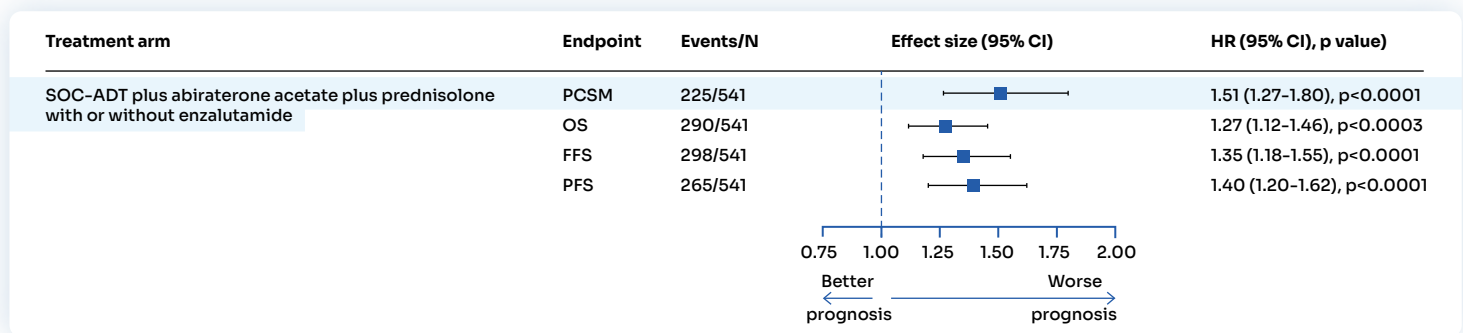 Treatment arm Endpoint Events/N Effect size (95% CI) HR (95% CI), p value)
SOC-ADT plus abiraterone acetate plus prednisolone PCSM 225/541 1.51 (1.27-1.80), p<0.0001
with or without enzalutamide
OS 290/541 1.27 (1.12-1.46), p<0.0003
FFS 298/541 1.35 (1.18-1.55), p<0.0001
PFS 265/541 1.40 (1.20-1.62), p<0.0001
0.75 1.00 1.25 1.50 1.75 2.00
Better Worse
prognosis prognosis